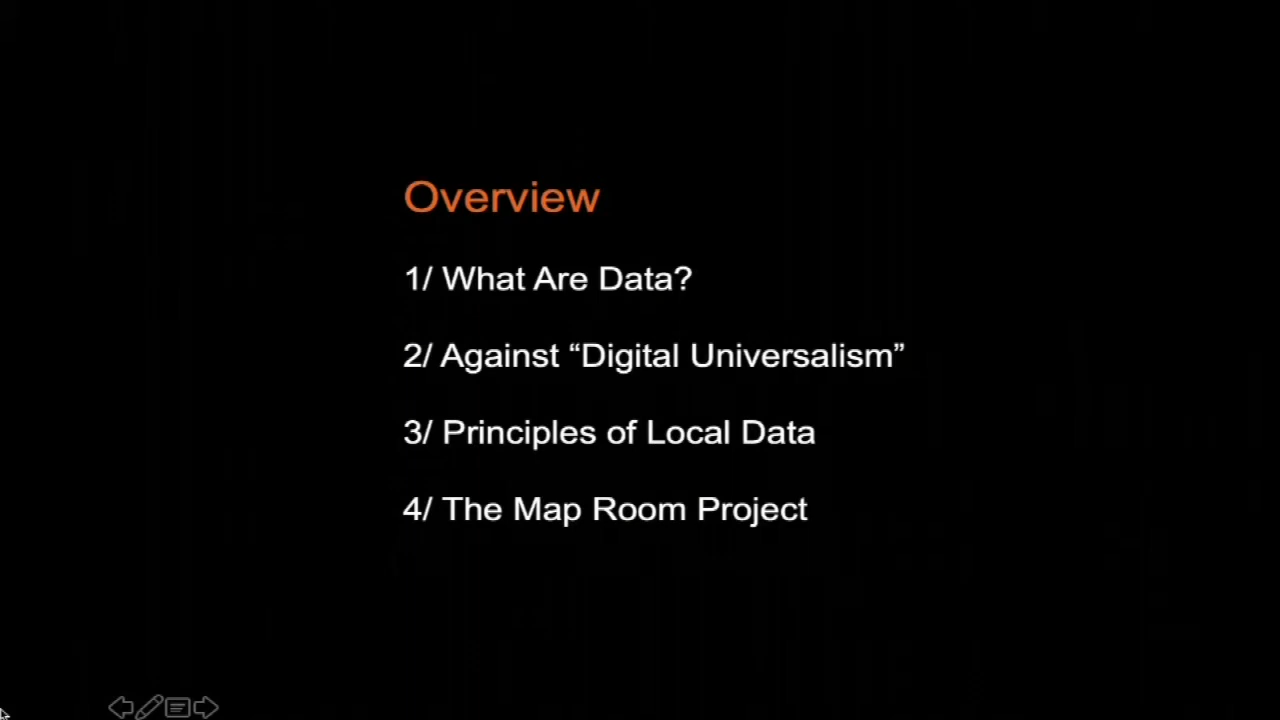 Overview
1/ What Are Data?
2/ Against “Digital Universalism”
3/ Principles of Local Data
4/ The Map Room Project